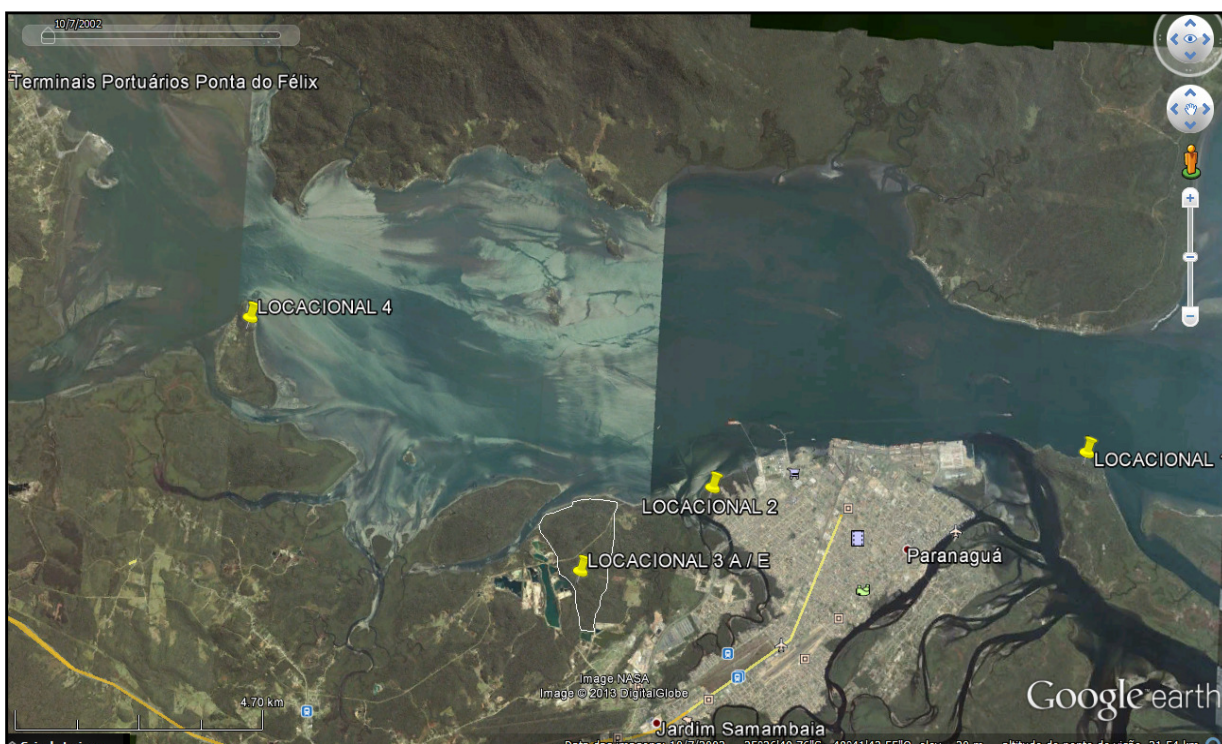 10/7/2002
Terminais Portuários Ponta do Félix
LOCACIONAL 4
LOCACIONAL
LOCACIONAL 2
LOCACIONAL 3 A / E
Paranaguá
Image NASA
Image © 2013 DigitalGlobe
4.70 km
Google earth
Jardim Samambaia